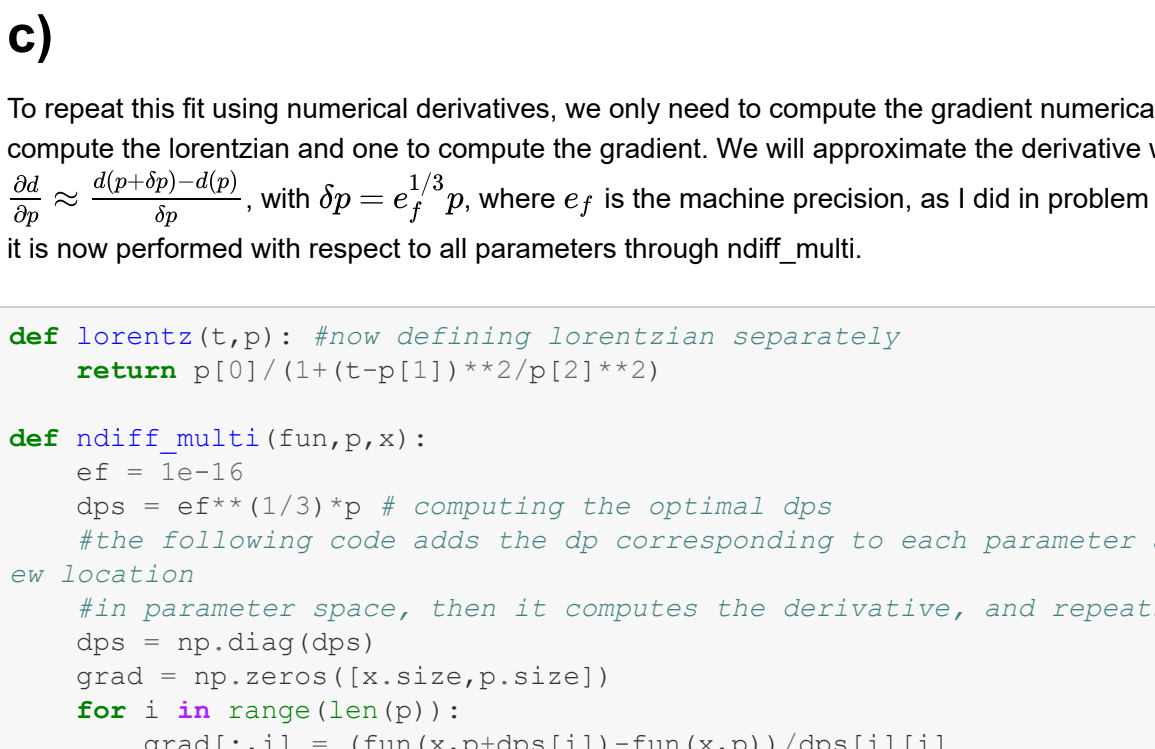 c)
To repeat this fit using numerical derivatives, we only need to compute the gradient
compute the lorentzian and one to compute the gradient. We will approximate the derivative
∂d/∂p ≈ (d(p+δp)−d(p))/δp, with δp = e_f^{1/3} p, where e_f is the machine precision, as I did in problem
it is now performed with respect to all parameters through ndiff_multi.
def lorentz(t,p): #now defining lorentzian separately
    return p[0]/(1+(t-p[1])**2/p[2]**2)
def ndiff_multi(fun,p,x):
    ef = 1e-16
    dps = ef**(1/3)*p # computing the optimal dps
    #the following code adds the dp corresponding to each parameter
ew location
    #in parameter space, then it computes the derivative, and repeat
    dps = np.diag(dps)
    grad = np.zeros([x.size,p.size])
    for i in range(len(p)):
        grad[:,i] = (fun(x,p+dps[i])-fun(x,p))/dps[i][i]